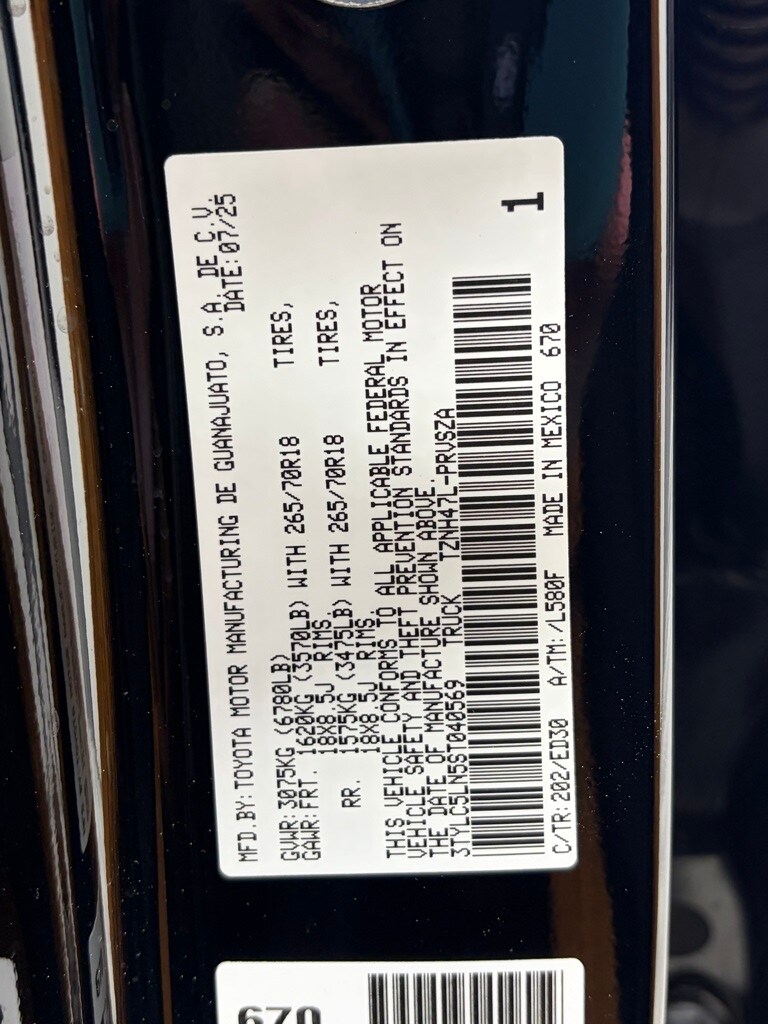 MFD.BY:TOYOTA MOTOR MANUFACTURING DE GUANAJUATO, S.A. DE C.V.
DATE:07/25
GVWR:3075KG (6780LB)
GAWR:FRT. 1620KG (3570LB) WITH 265/70R18 TIRES,
18X8.5J RIMS.
RR. 1575KG (3475LB) WITH 265/70R18 TIRES,
18X8.5J RIMS.
THIS VEHICLE CONFORMS TO ALL APPLICABLE FEDERAL MOTOR
VEHICLE SAFETY AND THEFT PREVENTION STANDARDS IN EFFECT ON
THE DATE OF MANUFACTURE SHOWN ABOVE.
3TYLC5LN5ST040569 TRUCK TZNH47L-PRVSZA
1
C/TR:202/ED30 A/TM:/L580F MADE IN MEXICO 670
670